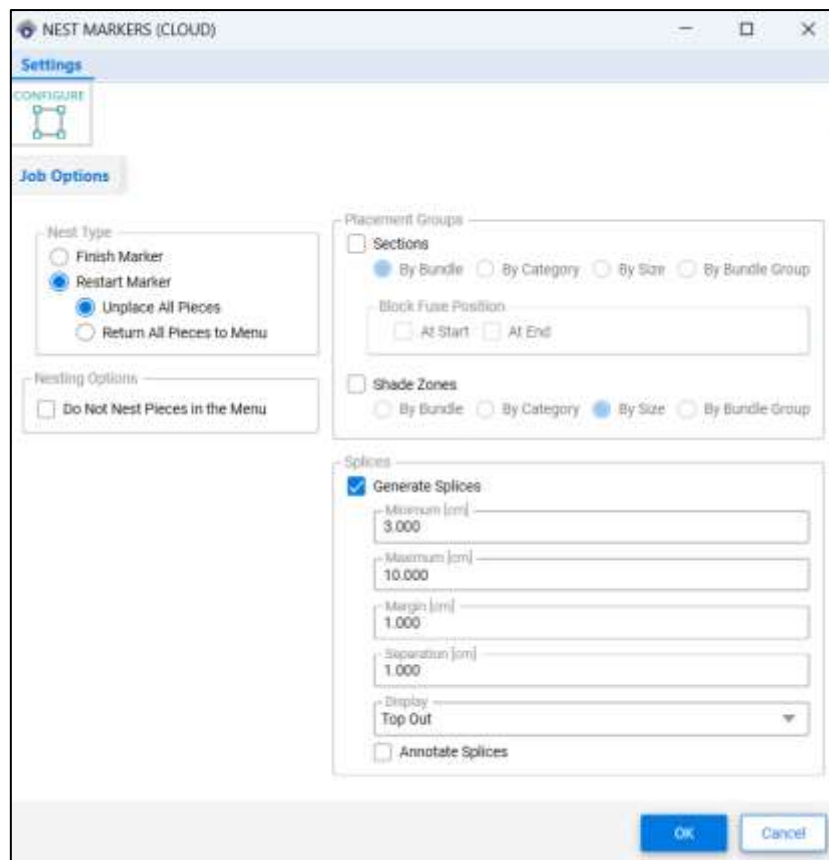 NEST MARKERS (CLOUD)
Settings
CONFIGURE
Job Options
Nest Type
Finish Marker
Restart Marker
Unplace All Pieces
Return All Pieces to Menu
Nesting Options
Do Not Nest Pieces in the Menu
Placement Groups
Sections
By Bundle By Category By Size By Bundle Group
Block Fuse Position
At Start At End
Shade Zones
By Bundle By Category By Size By Bundle Group
Splices
Generate Splices
Minimum [cm]
3.000
Maximum [cm]
10.000
Margin [cm]
1.000
Separation [cm]
1.000
Display
Top Out
Annotate Splices
OK Cancel